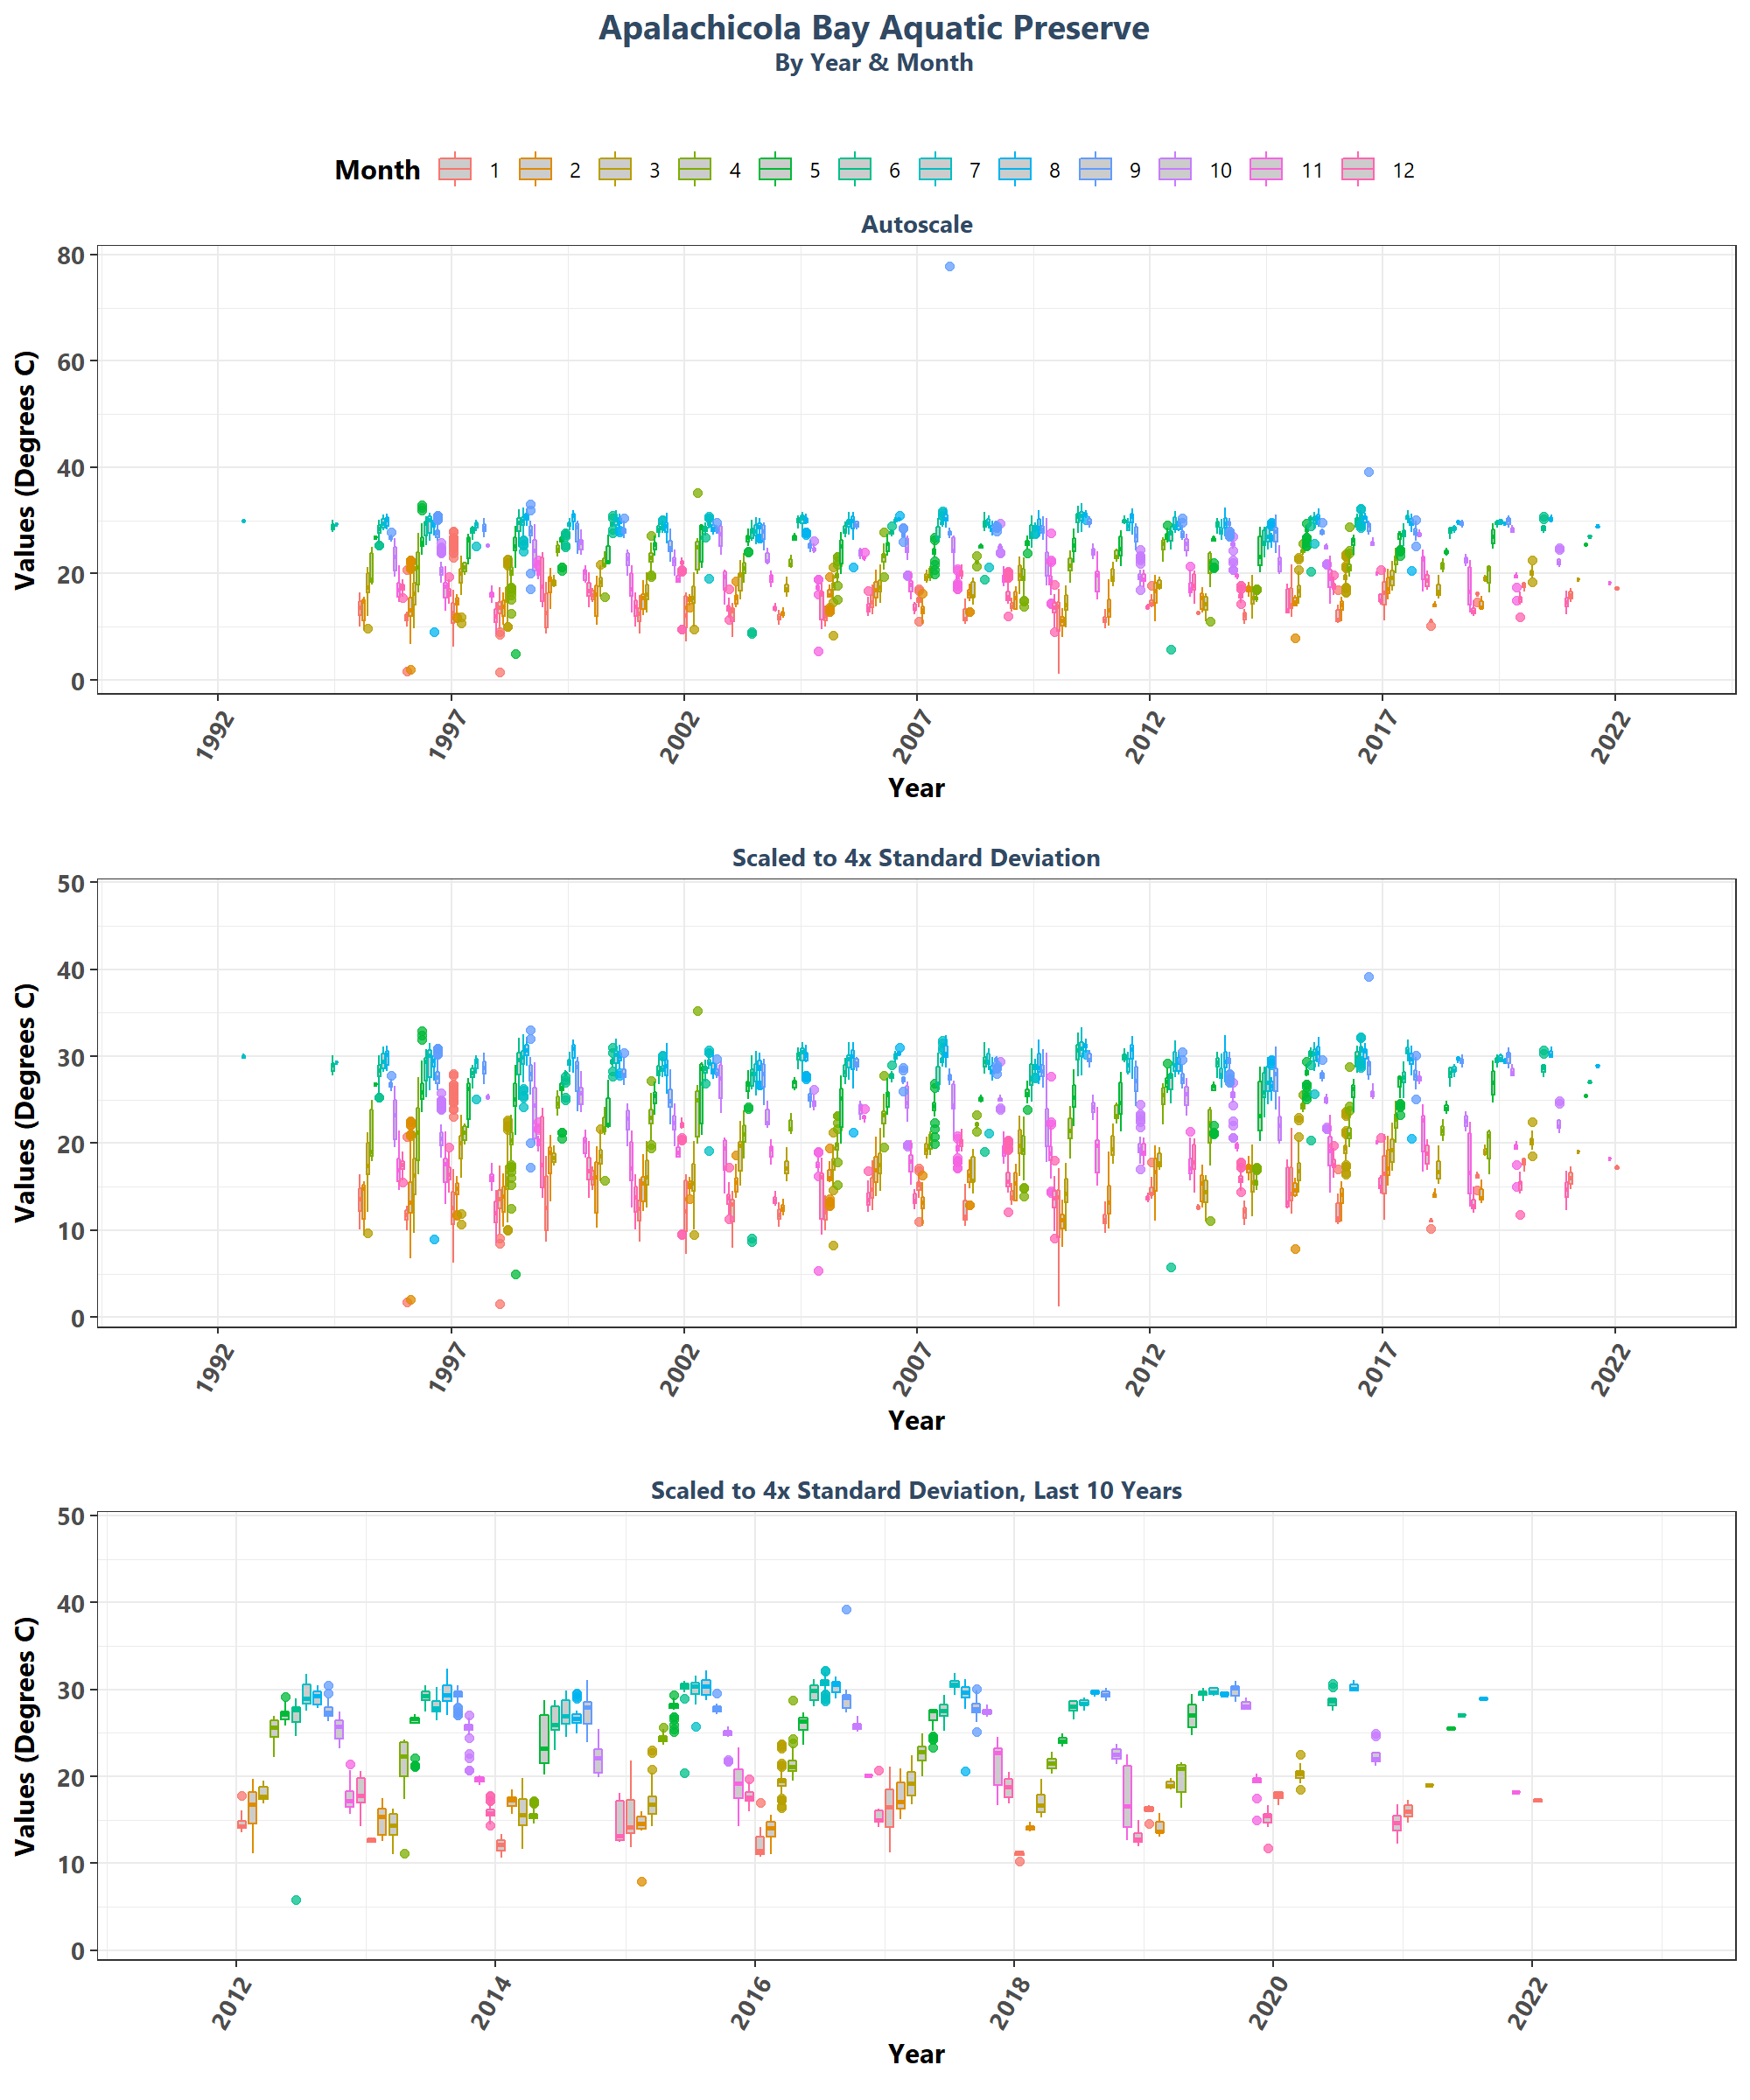 Apalachicola Bay Aquatic Preserve
By Year & Month
Month 1 2 3 4 5 6 7 8 9 10 11 12
Autoscale
80
60
40
20
0
Values (Degrees C)
1992 1997 2002 2007 2012 2017 2022
Year
Scaled to 4x Standard Deviation
50
40
30
20
10
0
Values (Degrees C)
1992 1997 2002 2007 2012 2017 2022
Year
Scaled to 4x Standard Deviation, Last 10 Years
50
40
30
20
10
0
Values (Degrees C)
2012 2014 2016 2018 2020 2022
Year